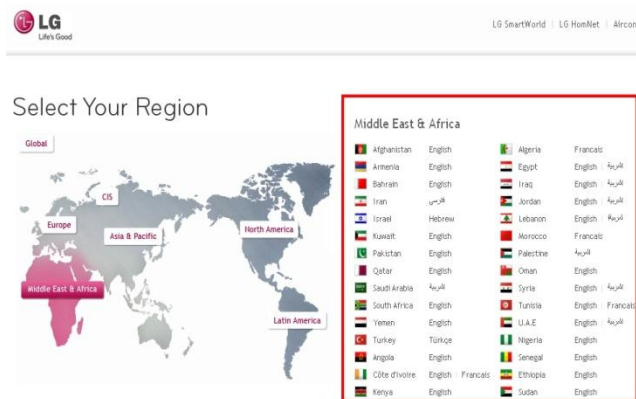 LG
Life's Good
LG SmartWorld | LG HomNet | Aircon
Select Your Region
Global
CIS
Europe
Asia & Pacific
North America
Middle East & Africa
Latin America
Middle East & Africa
Afghanistan English Algeria Francais
Armenia English Egypt English | العربية
Bahrain English Iraq English | العربية
Iran فارسی Jordan English | العربية
Israel Hebrew Lebanon English | العربية
Kuwait English Morocco Francais
Pakistan English Palestine العربية
Qatar English Oman English
Saudi Arabia العربية Syria English | العربية
South Africa English Tunisia English | Francais
Yemen English U.A.E English | العربية
Turkey Türkçe Nigeria English
Angola English Senegal English
Côte d'Ivoire English | Francais Ethiopia English
Kenya English Sudan English